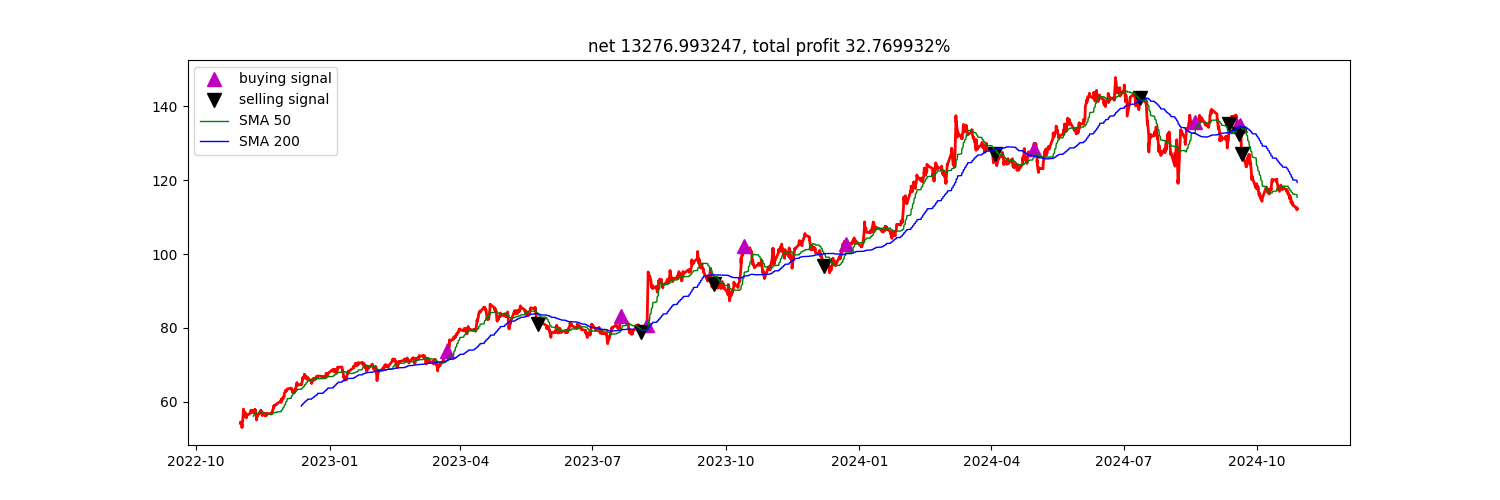 net 13276.993247, total profit 32.769932%
buying signal
selling signal
SMA 50
SMA 200
140
120
100
80
60
2022-10 2023-01 2023-04 2023-07 2023-10 2024-01 2024-04 2024-07 2024-10